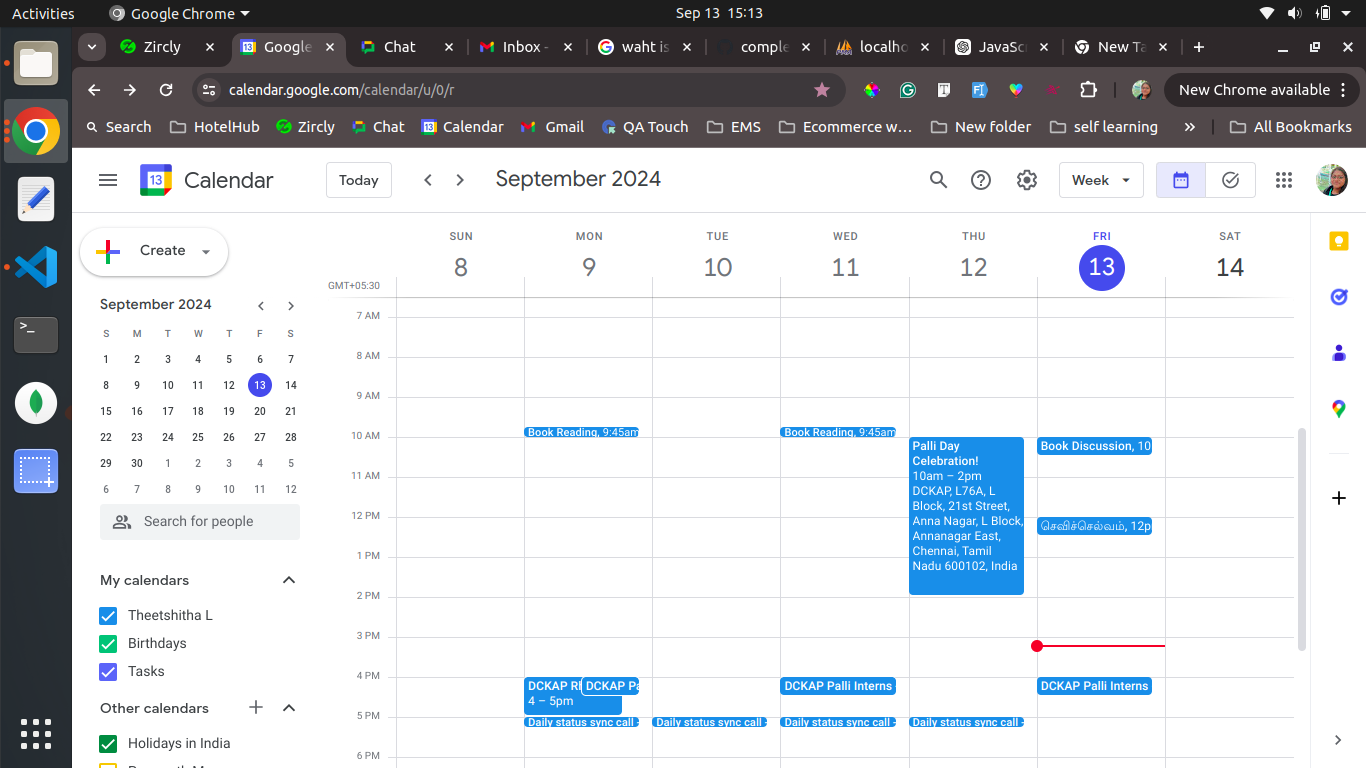 Activities
Google Chrome
Sep 13 15:13
Zircly
Google
Chat
Inbox -
waht is
comple
localho
JavaSc
New Ta
calendar.google.com/calendar/u/0/r
New Chrome available
Search
HotelHub
Zircly
Chat
Calendar
Gmail
QA Touch
EMS
Ecommerce w…
New folder
self learning
»
All Bookmarks
13
Calendar
Today
September 2024
Week
Create
September 2024
S M T W T F S
1 2 3 4 5 6 7
8 9 10 11 12 13 14
15 16 17 18 19 20 21
22 23 24 25 26 27 28
29 30 1 2 3 4 5
6 7 8 9 10 11 12
Search for people
My calendars
Theetshitha L
Birthdays
Tasks
Other calendars
Holidays in India
SUN MON TUE WED THU FRI SAT
8 9 10 11 12 13 14
GMT+05:30
7 AM
8 AM
9 AM
Book Reading, 9:45am
Book Reading, 9:45am
10 AM
Palli Day
Celebration!
10am – 2pm
DCKAP, L76A, L
Block, 21st Street,
Anna Nagar, L Block,
Annanagar East,
Chennai, Tamil
Nadu 600102, India
Book Discussion, 10
11 AM
12 PM
செவிச்செல்வம், 12p
1 PM
2 PM
3 PM
4 PM
DCKAP
4 – 5pm
DCKAP Pa
DCKAP Palli Interns
DCKAP Palli Interns
5 PM
Daily status sync call
Daily status sync call
Daily status sync call
Daily status sync call
6 PM